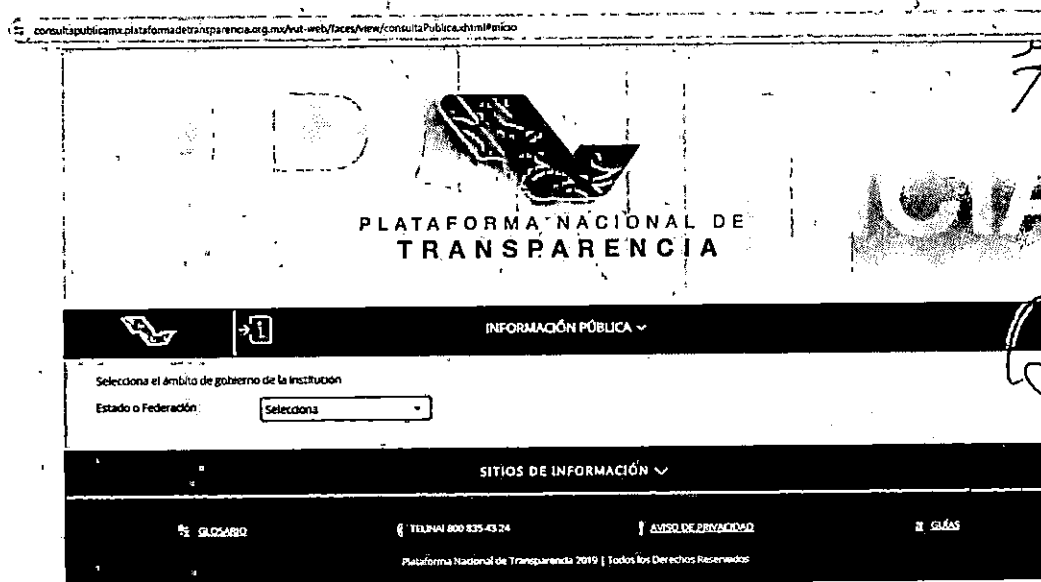 consultapublicamx.plataformadetransparencia.org.mx/vut-web/faces/view/consultaPublica.xhtml#inicio
PLATAFORMA NACIONAL DE
TRANSPARENCIA
INFORMACIÓN PÚBLICA
Selecciona el ámbito de gobierno de la institución
Estado o Federación
Selecciona
SITIOS DE INFORMACIÓN
GLOSARIO
TELINAI 800 835 43 24
AVISO DE PRIVACIDAD
GUÍAS
Plataforma Nacional de Transparencia 2019 | Todos los Derechos Reservados